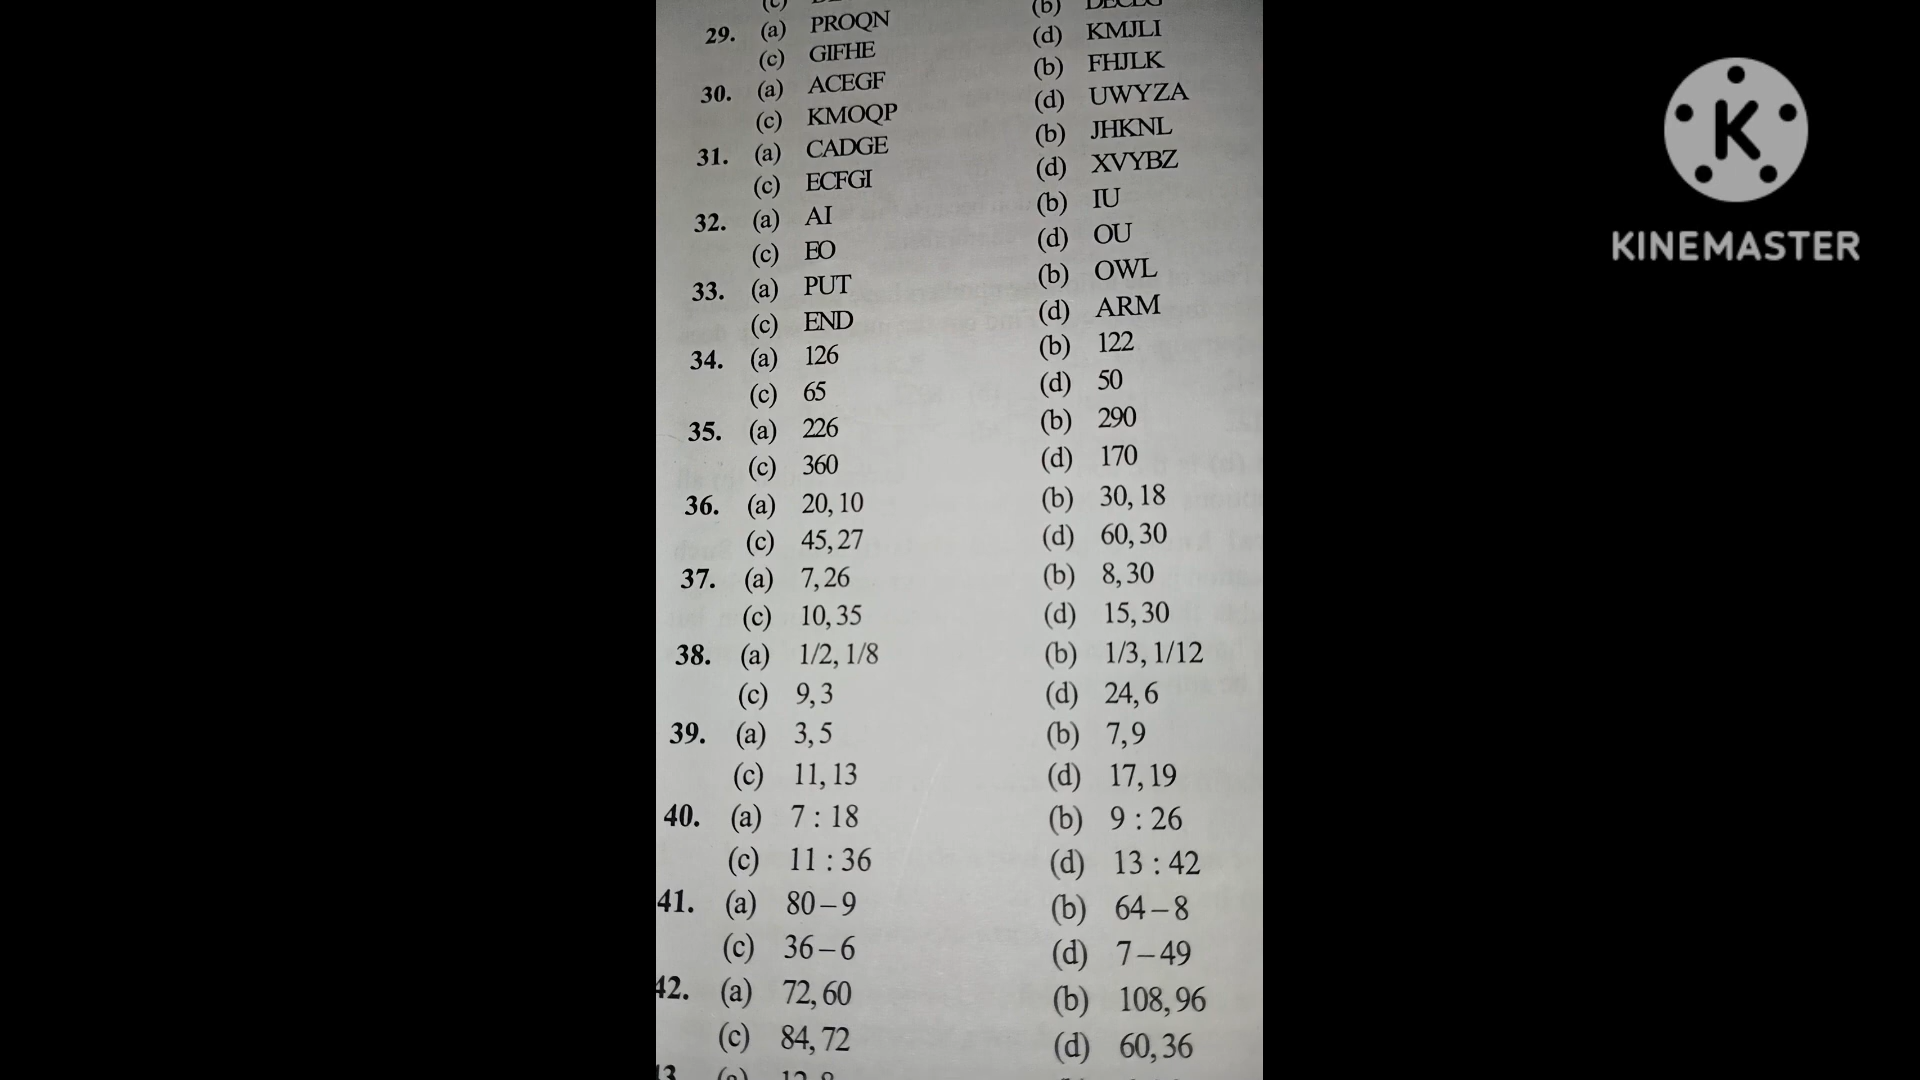 (b) DECEG
29. (a) PROQN (d) KMJLI
(c) GIFHE (b) FHJLK
30. (a) ACEGF (d) UWYZA
(c) KMOQP (b) JHKNL
31. (a) CADGE (d) XVYBZ
(c) ECFGI (b) IU
32. (a) AI (d) OU
(c) EO (b) OWL
33. (a) PUT (d) ARM
(c) END (b) 122
34. (a) 126 (d) 50
(c) 65 (b) 290
35. (a) 226 (d) 170
(c) 360 (b) 30, 18
36. (a) 20, 10 (d) 60, 30
(c) 45, 27 (b) 8, 30
37. (a) 7, 26 (d) 15, 30
(c) 10, 35 (b) 1/3, 1/12
38. (a) 1/2, 1/8 (d) 24, 6
(c) 9, 3 (b) 7, 9
39. (a) 3, 5 (d) 17, 19
(c) 11, 13 (b) 9 : 26
40. (a) 7 : 18 (d) 13 : 42
(c) 11 : 36 (b) 64 – 8
41. (a) 80 – 9 (d) 7 – 49
(c) 36 – 6 (b) 108, 96
42. (a) 72, 60 (d) 60, 36
(c) 84, 72
K
KINEMASTER